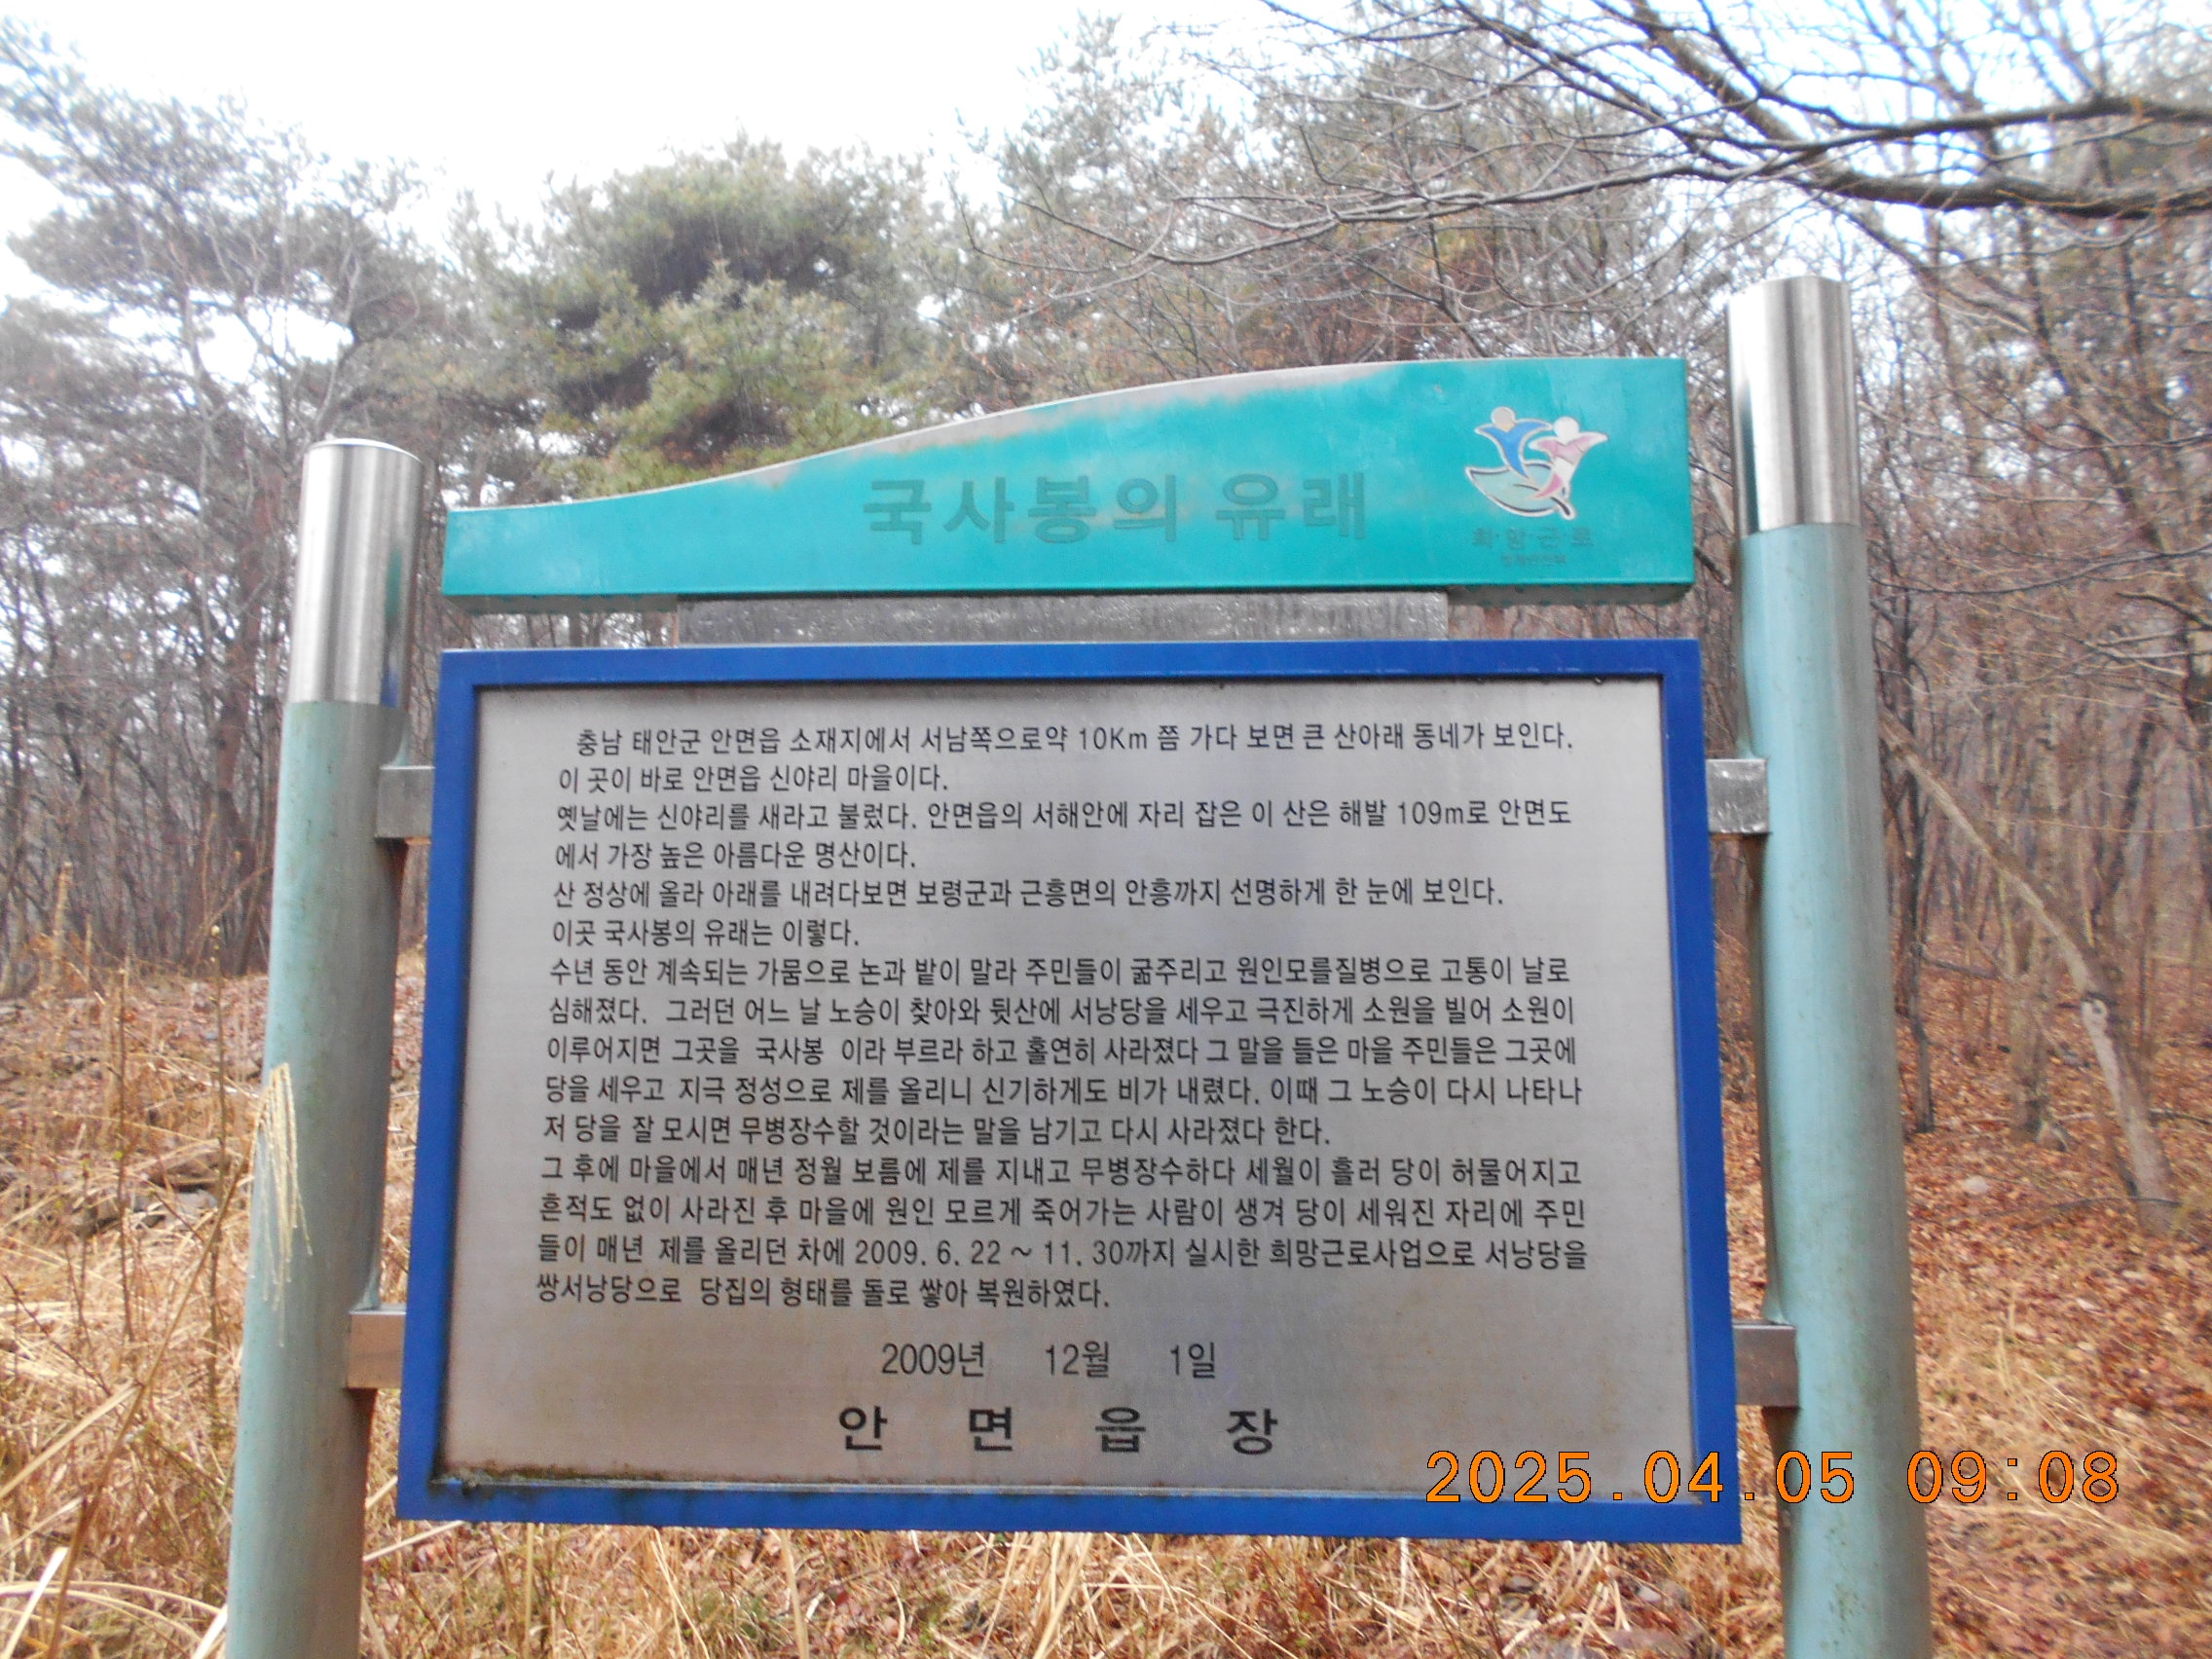 국사봉의 유래
희망근로
충남 태안군 안면읍 소재지에서 서남쪽으로약 10Km 쯤 가다 보면 큰 산아래 동네가 보인다.
이 곳이 바로 안면읍 신야리 마을이다.
옛날에는 신야리를 새라고 불렀다. 안면읍의 서해안에 자리 잡은 이 산은 해발 109m로 안면도
에서 가장 높은 아름다운 명산이다.
산 정상에 올라 아래를 내려다보면 보령군과 근흥면의 안흥까지 선명하게 한 눈에 보인다.
이곳 국사봉의 유래는 이렇다.
수년 동안 계속되는 가뭄으로 논과 밭이 말라 주민들이 굶주리고 원인모를질병으로 고통이 날로
심해졌다. 그러던 어느 날 노승이 찾아와 뒷산에 서낭당을 세우고 극진하게 소원을 빌어 소원이
이루어지면 그곳을 국사봉 이라 부르라 하고 홀연히 사라졌다 그 말을 들은 마을 주민들은 그곳에
당을 세우고 지극 정성으로 제를 올리니 신기하게도 비가 내렸다. 이때 그 노승이 다시 나타나
저 당을 잘 모시면 무병장수할 것이라는 말을 남기고 다시 사라졌다 한다.
그 후에 마을에서 매년 정월 보름에 제를 지내고 무병장수하다 세월이 흘러 당이 허물어지고
흔적도 없이 사라진 후 마을에 원인 모르게 죽어가는 사람이 생겨 당이 세워진 자리에 주민
들이 매년 제를 올리던 차에 2009. 6. 22 ~ 11. 30까지 실시한 희망근로사업으로 서낭당을
쌍서낭당으로 당집의 형태를 돌로 쌓아 복원하였다.
2009년 12월 1일
안 면 읍 장
2025.04.05 09:08